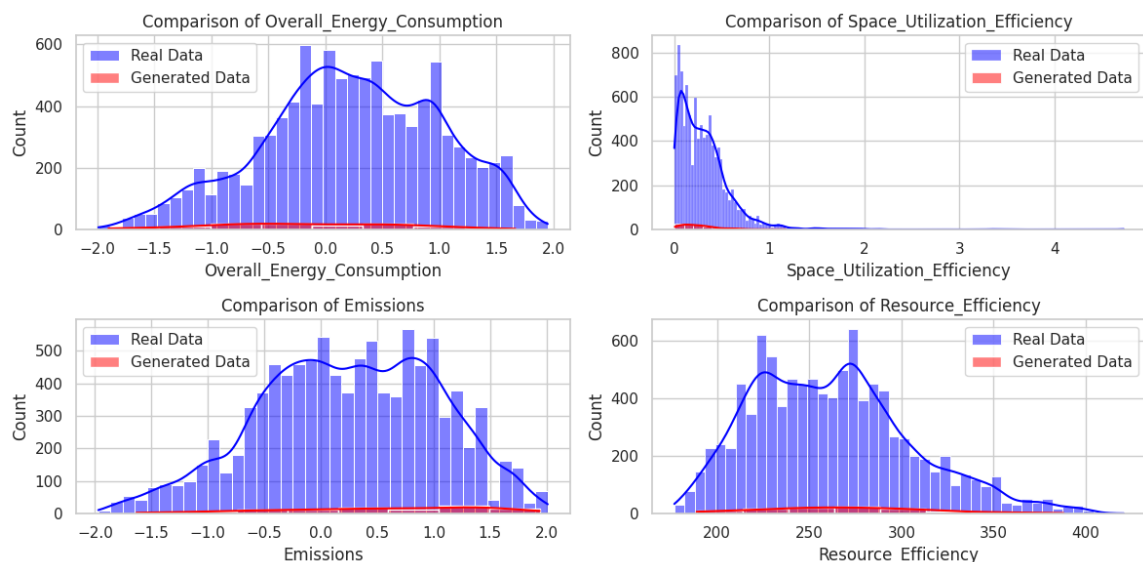 Comparison of Overall_Energy_Consumption
600
400
200
0
Count
Real Data
Generated Data
−2.0 −1.5 −1.0 −0.5 0.0 0.5 1.0 1.5 2.0
Overall_Energy_Consumption
Comparison of Space_Utilization_Efficiency
800
600
400
200
0
Count
Real Data
Generated Data
0 1 2 3 4
Space_Utilization_Efficiency
Comparison of Emissions
500
400
300
200
100
0
Count
Real Data
Generated Data
−2.0 −1.5 −1.0 −0.5 0.0 0.5 1.0 1.5 2.0
Emissions
Comparison of Resource_Efficiency
600
400
200
0
Count
Real Data
Generated Data
200 250 300 350 400
Resource_Efficiency